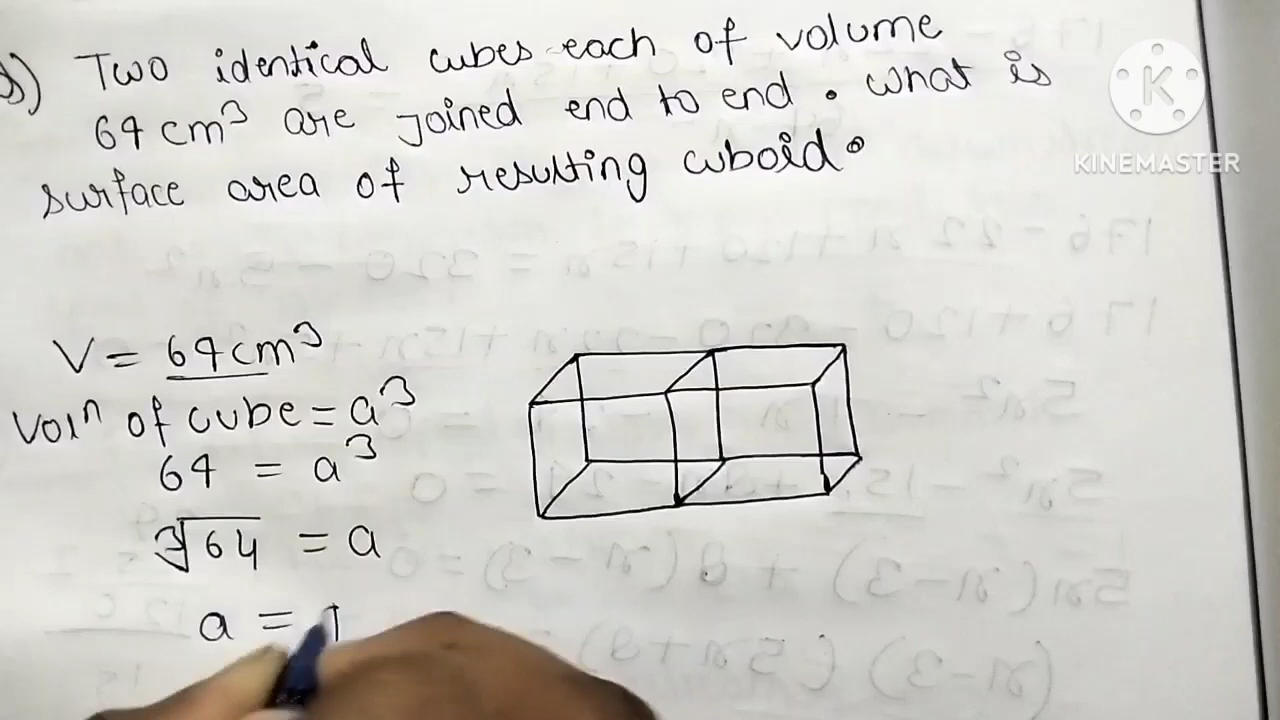 Two identical cubes each of volume
64 cm³ are joined end to end. What is
surface area of resulting cuboid.
K
KINEMASTER
V = 64 cm³
Volⁿ of cube = a³
64 = a³
∛64 = a
a =